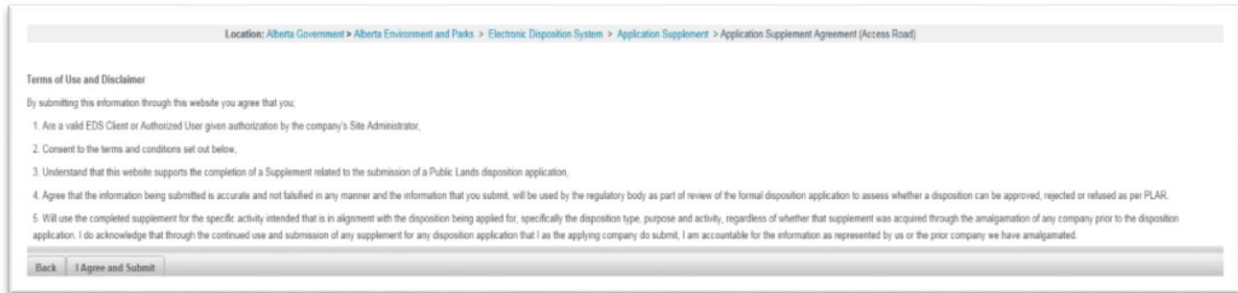 Location: Alberta Government > Alberta Environment and Parks > Electronic Disposition System > Application Supplement > Application Supplement Agreement (Access Road)
Terms of Use and Disclaimer
By submitting this information through this website you agree that you;
1. Are a valid EDS Client or Authorized User given authorization by the company's Site Administrator,
2. Consent to the terms and conditions set out below,
3. Understand that this website supports the completion of a Supplement related to the submission of a Public Lands disposition application,
4. Agree that the information being submitted is accurate and not falsified in any manner and the information that you submit, will be used by the regulatory body as part of review of the formal disposition application to assess whether a disposition can be approved, rejected or refused as per PLAR.
5. Will use the completed supplement for the specific activity intended that is in alignment with the disposition being applied for, specifically the disposition type, purpose and activity, regardless of whether that supplement was acquired through the amalgamation of any company prior to the disposition
application. I do acknowledge that through the continued use and submission of any supplement for any disposition application that I as the applying company do submit, I am accountable for the information as represented by us or the prior company we have amalgamated.
Back I Agree and Submit